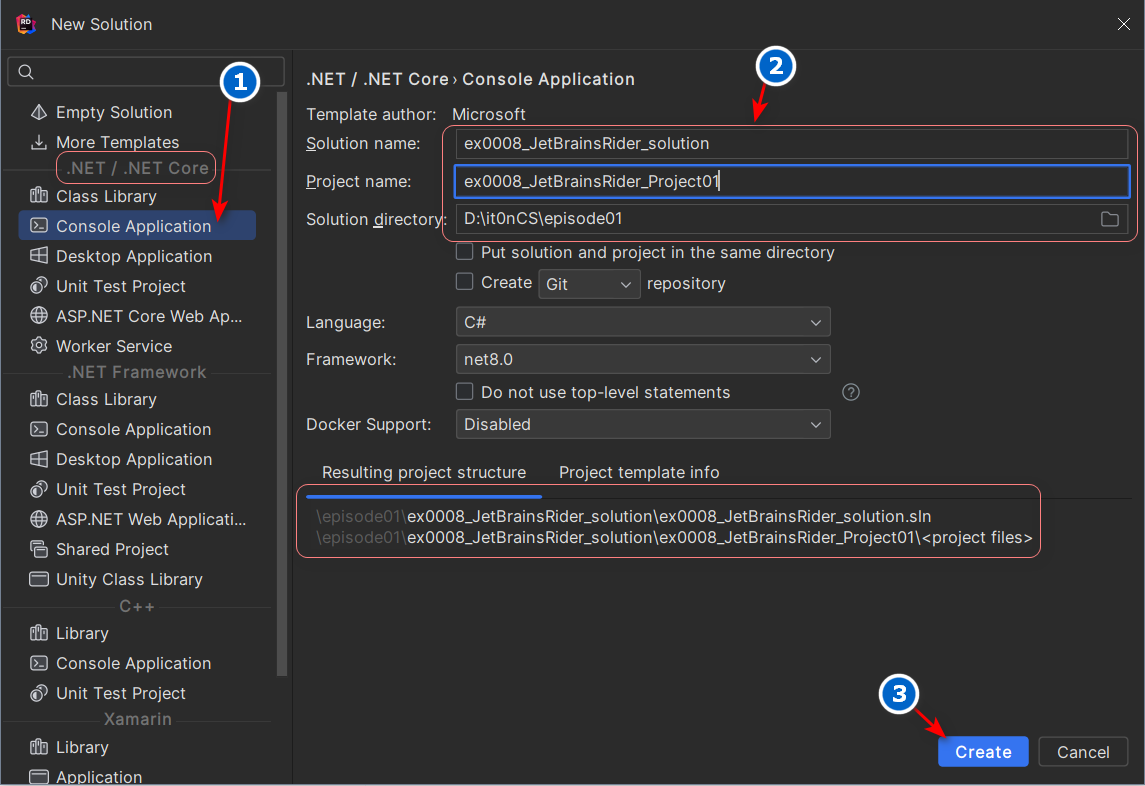 RD New Solution
1
2
Empty Solution
More Templates
.NET / .NET Core
Class Library
Console Application
Desktop Application
Unit Test Project
ASP.NET Core Web Ap...
Worker Service
.NET Framework
Class Library
Console Application
Desktop Application
Unit Test Project
ASP.NET Web Applicati...
Shared Project
Unity Class Library
C++
Library
Console Application
Unit Test Project
Xamarin
Library
Application
.NET / .NET Core › Console Application
Template author: Microsoft
Solution name: ex0008_JetBrainsRider_solution
Project name: ex0008_JetBrainsRider_Project01
Solution directory: D:\it0nCS\episode01
Put solution and project in the same directory
Create Git repository
Language: C#
Framework: net8.0
Do not use top-level statements ?
Docker Support: Disabled
Resulting project structure Project template info
\episode01\ex0008_JetBrainsRider_solution\ex0008_JetBrainsRider_solution.sln
\episode01\ex0008_JetBrainsRider_solution\ex0008_JetBrainsRider_Project01\<project files>
3
Create Cancel